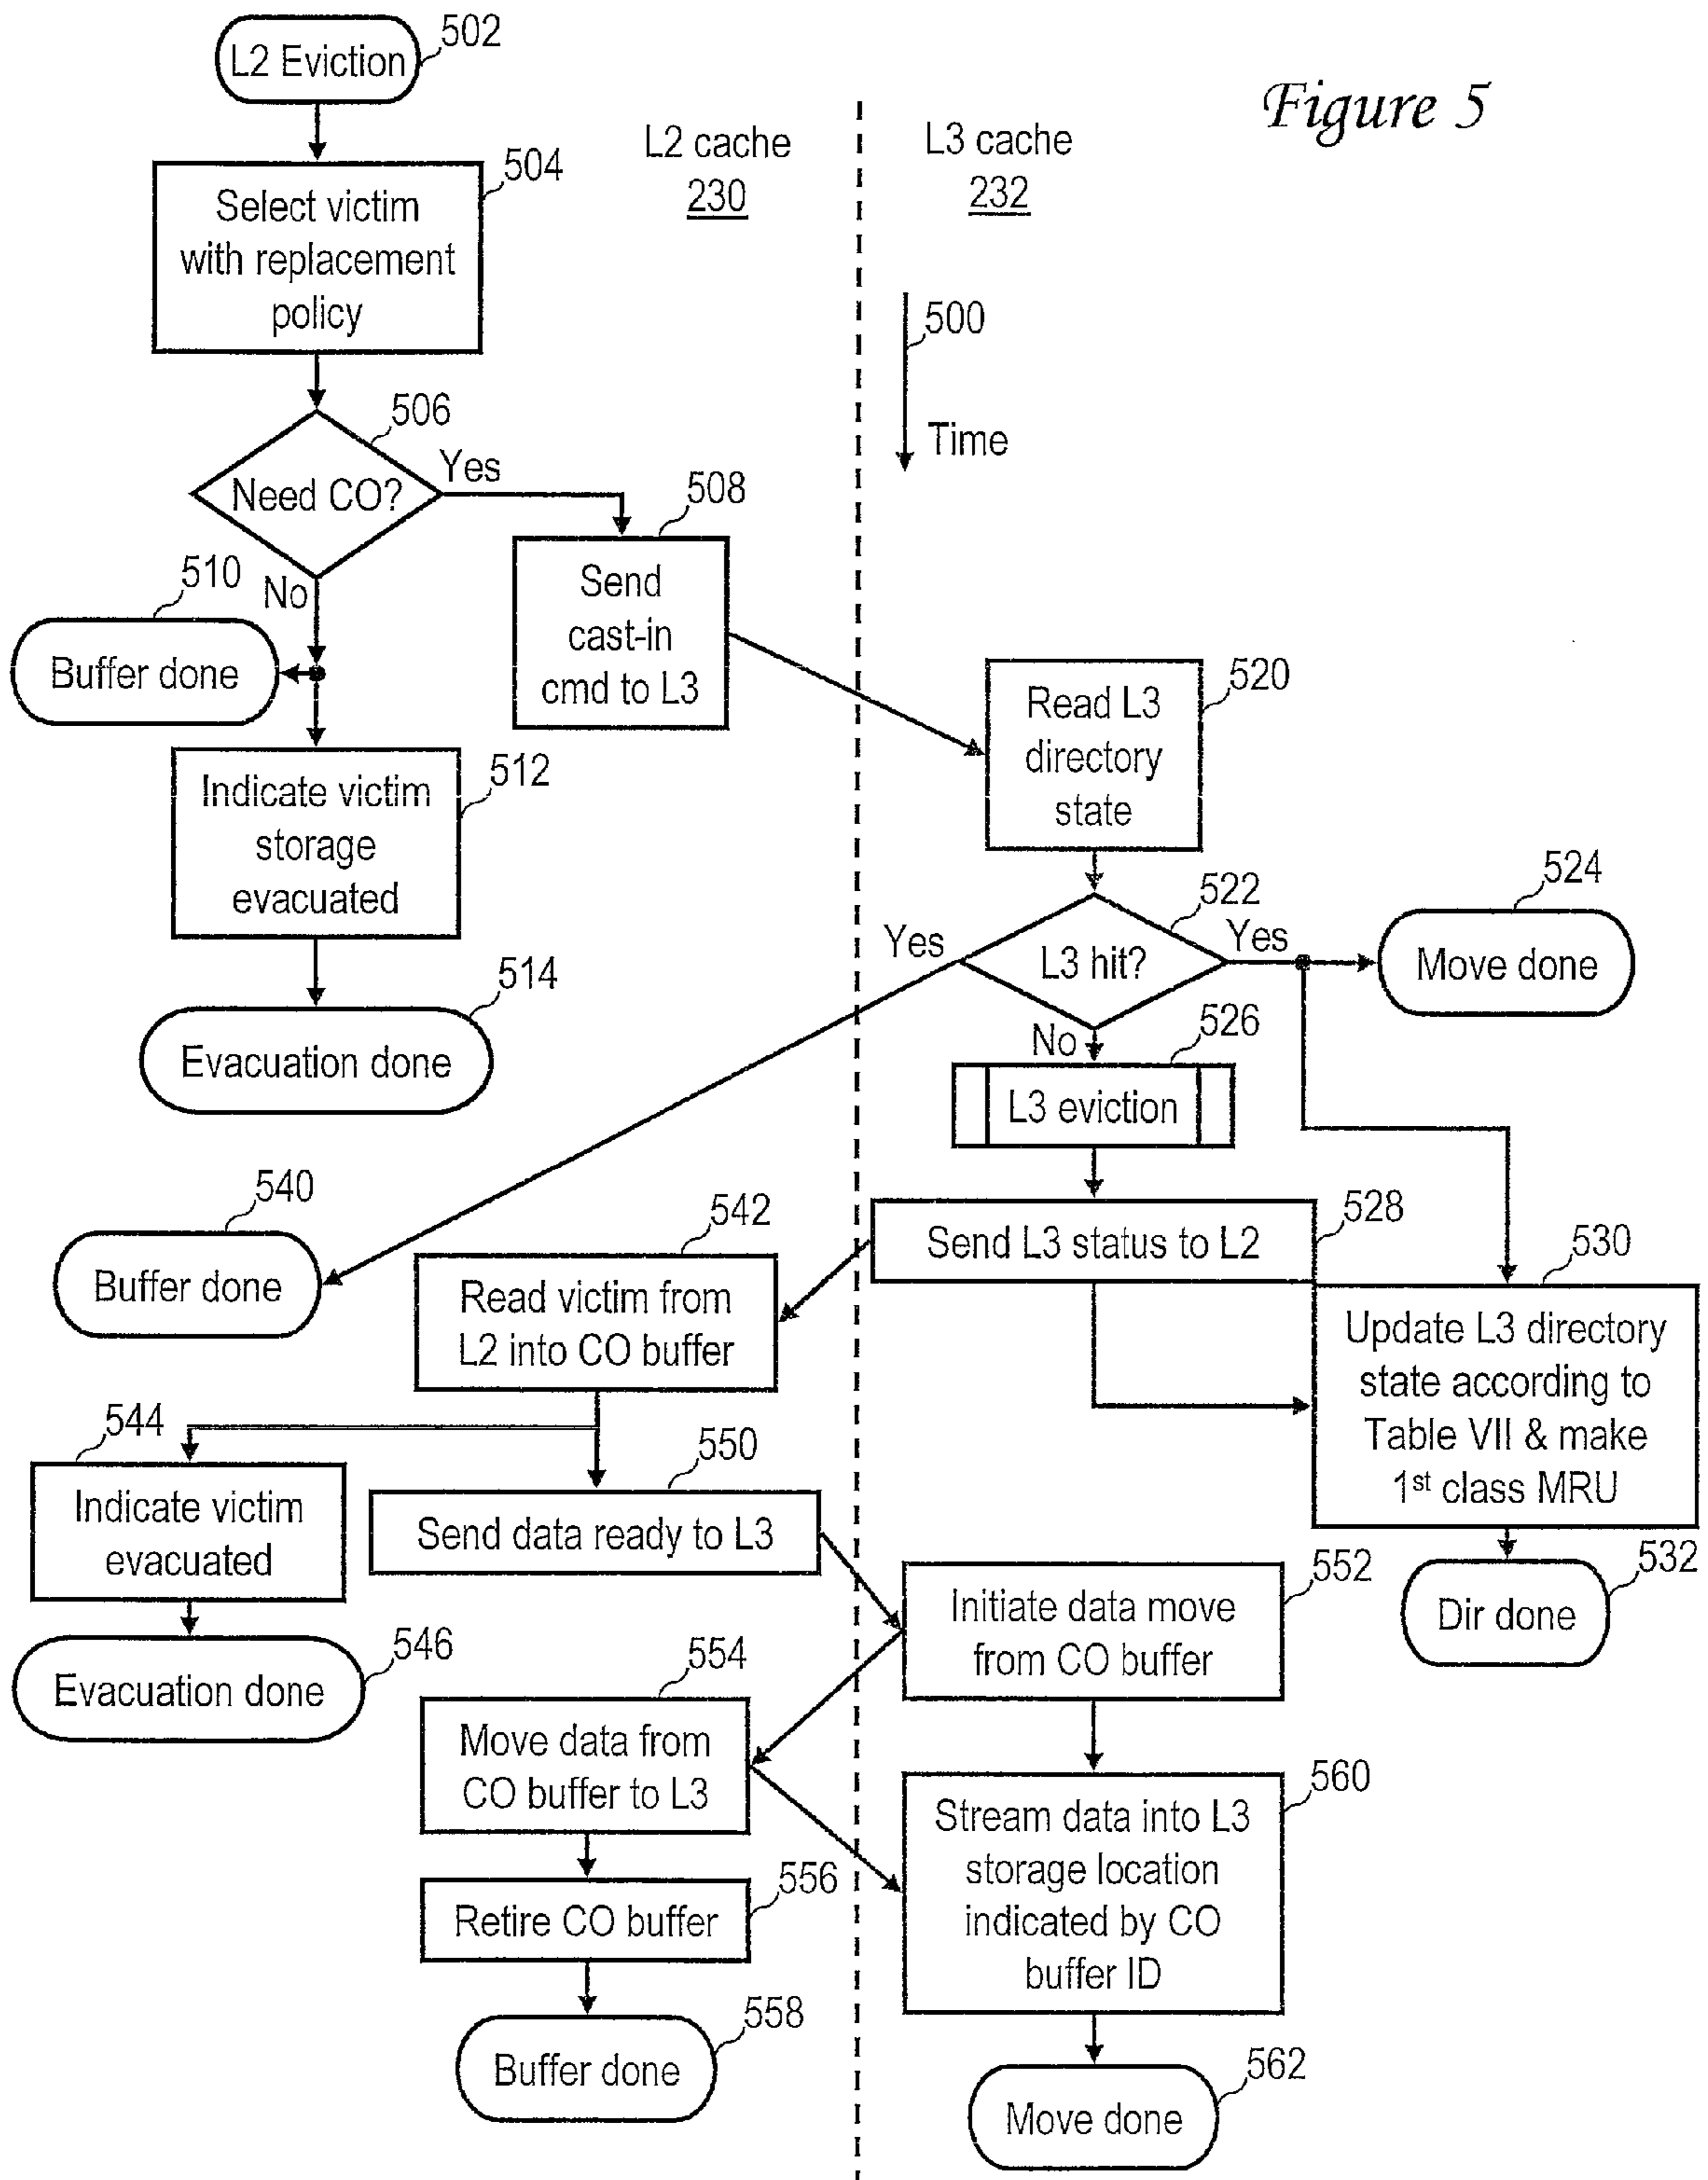 Figure 5
L2 Eviction
502
L2 cache
230
L3 cache
232
504
Select victim
with replacement
policy
500
Time
506
Need CO?
Yes
No
508
Send
cast-in
cmd to L3
510
Buffer done
512
Indicate victim
storage
evacuated
514
Evacuation done
520
Read L3
directory
state
522
L3 hit?
Yes
Yes
No
524
Move done
526
L3 eviction
528
Send L3 status to L2
530
Update L3 directory
state according to
Table VII & make
1st class MRU
532
Dir done
540
Buffer done
542
Read victim from
L2 into CO buffer
544
Indicate victim
evacuated
546
Evacuation done
550
Send data ready to L3
552
Initiate data move
from CO buffer
554
Move data from
CO buffer to L3
556
Retire CO buffer
558
Buffer done
560
Stream data into L3
storage location
indicated by CO
buffer ID
562
Move done